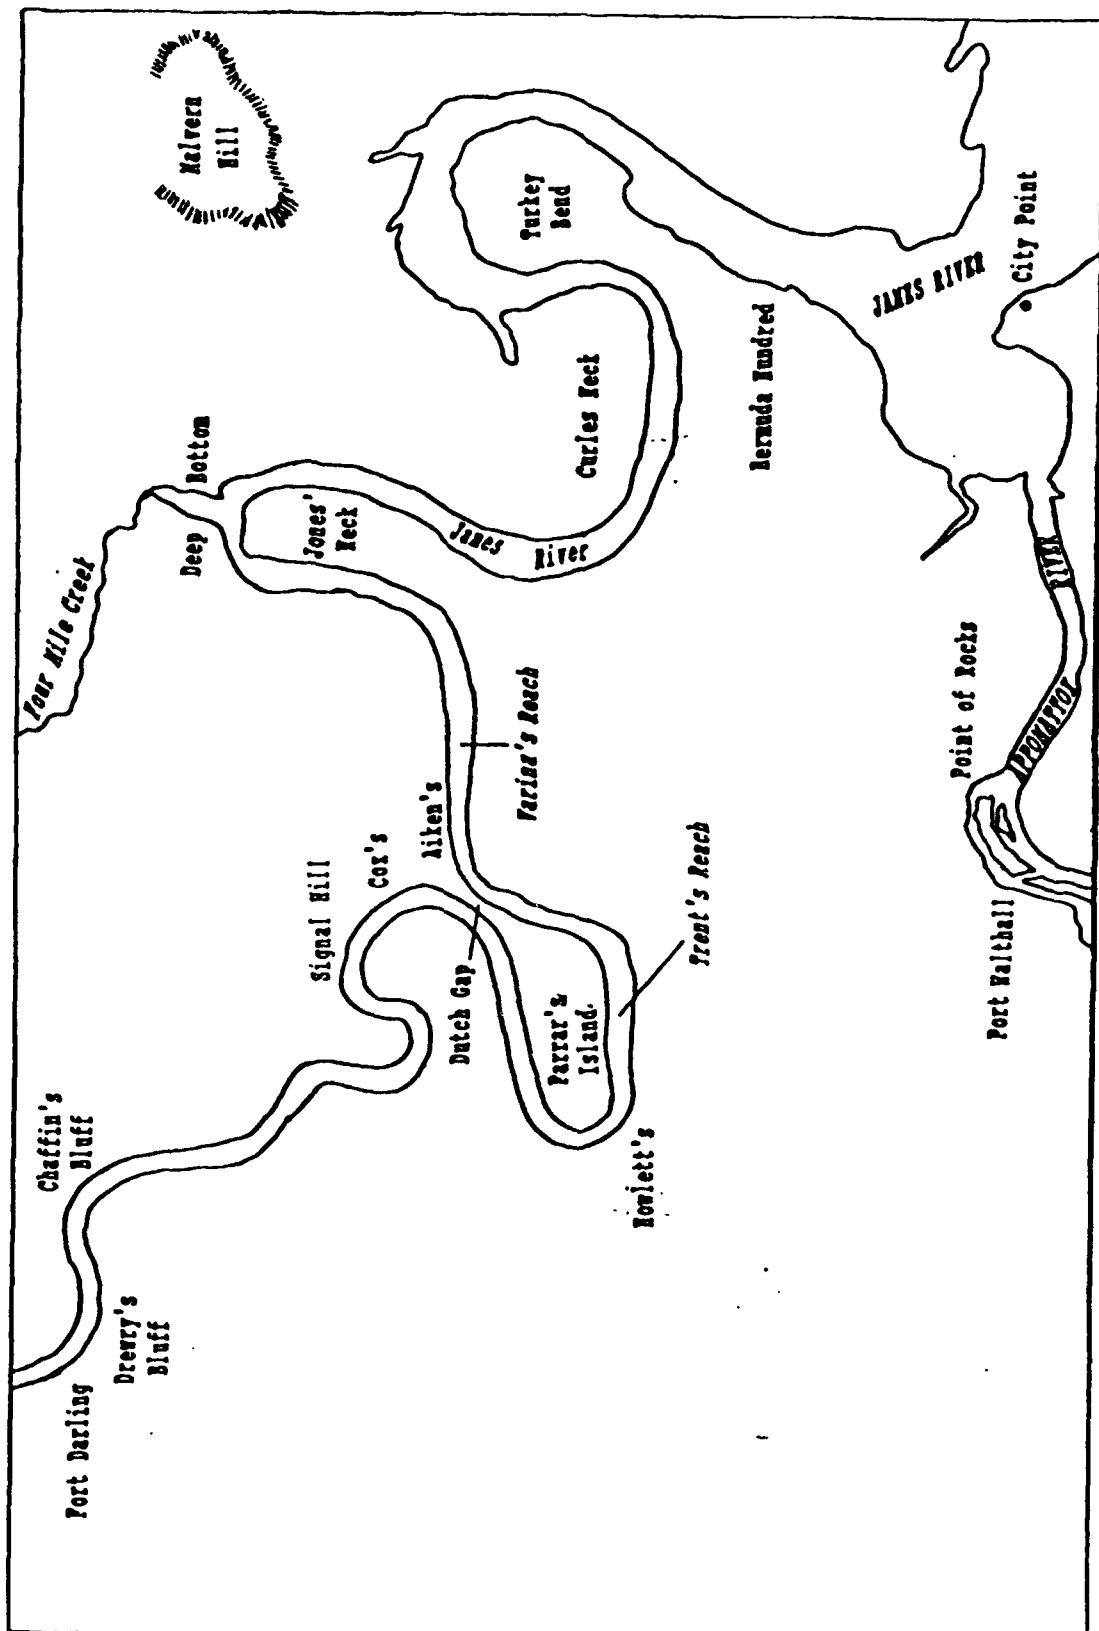 Chaffin's
Bluff
Four Mile Creek
Fort Darling
Drewry's
Bluff
Deep Bottom
Malvern
Hill
Signal Hill
Jones'
Neck
Cox's
Aiken's
Dutch Gap
James River
Varina's Reach
Turkey
Bend
Farrar's
Island
Curles Neck
Howlett's
Trent's Reach
Bermuda Hundred
JAMES RIVER
Point of Rocks
Port Walthall
City Point
APPOMATTOX RIVER